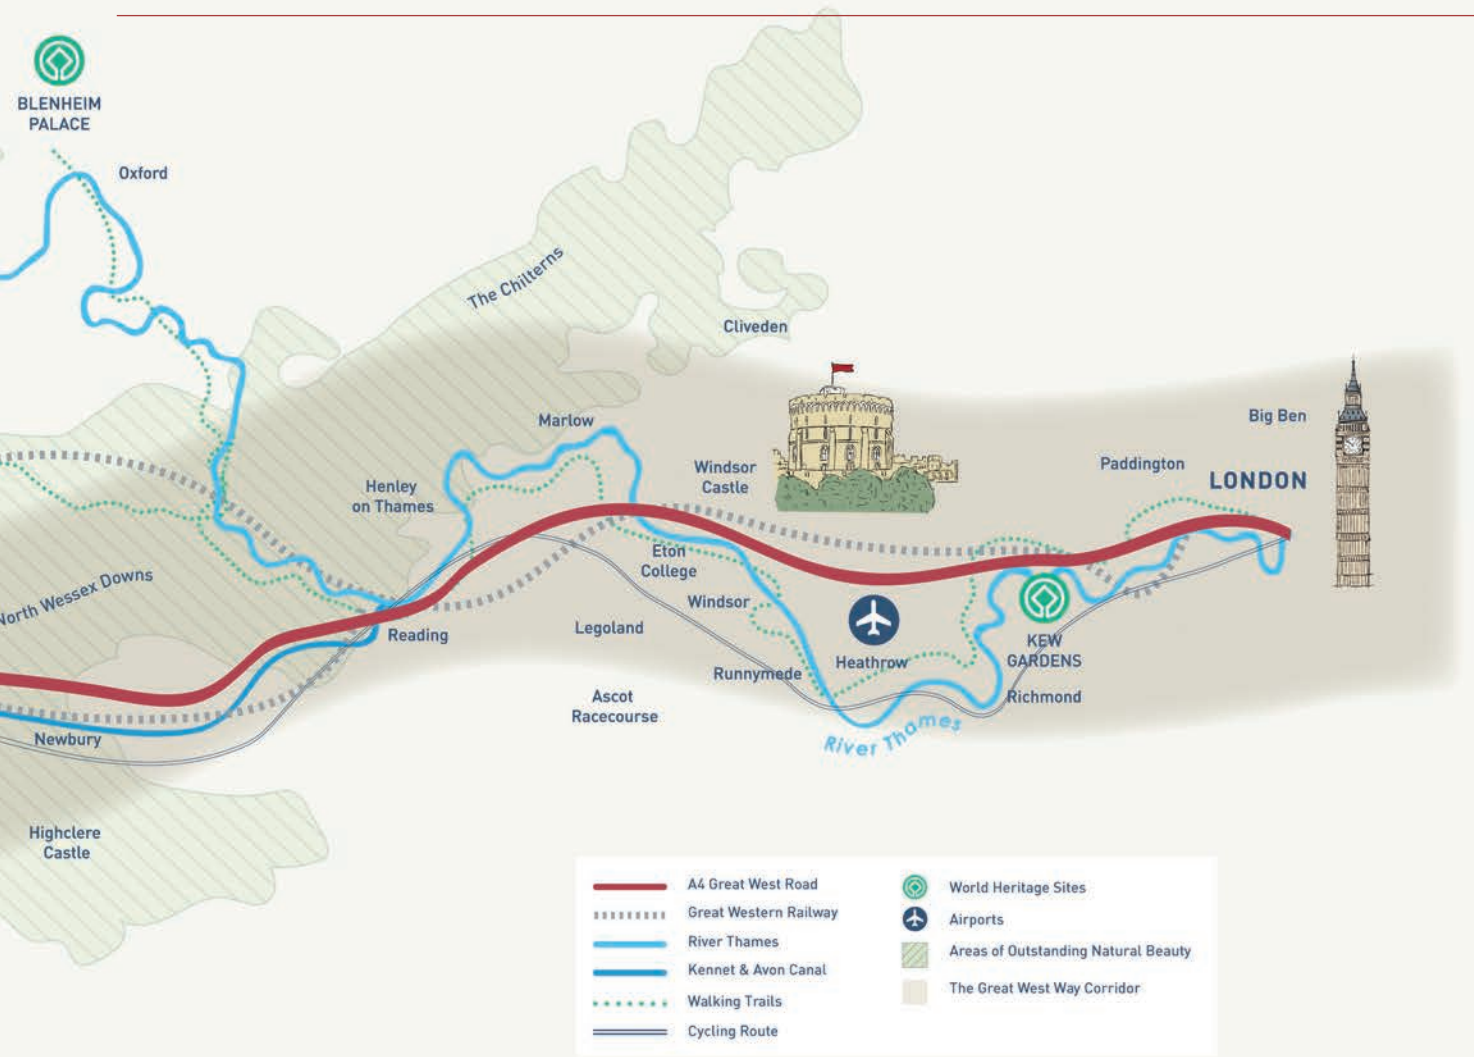 BLENHEIM
PALACE
Oxford
The Chilterns
Cliveden
Marlow
Big Ben
Paddington
LONDON
Windsor
Castle
Henley
on Thames
Eton
College
North Wessex Downs
Windsor
Legoland
Reading
Heathrow
KEW
GARDENS
Runnymede
Richmond
Ascot
Racecourse
River Thames
Newbury
Highclere
Castle
A4 Great West Road
Great Western Railway
River Thames
Kennet & Avon Canal
Walking Trails
Cycling Route
World Heritage Sites
Airports
Areas of Outstanding Natural Beauty
The Great West Way Corridor